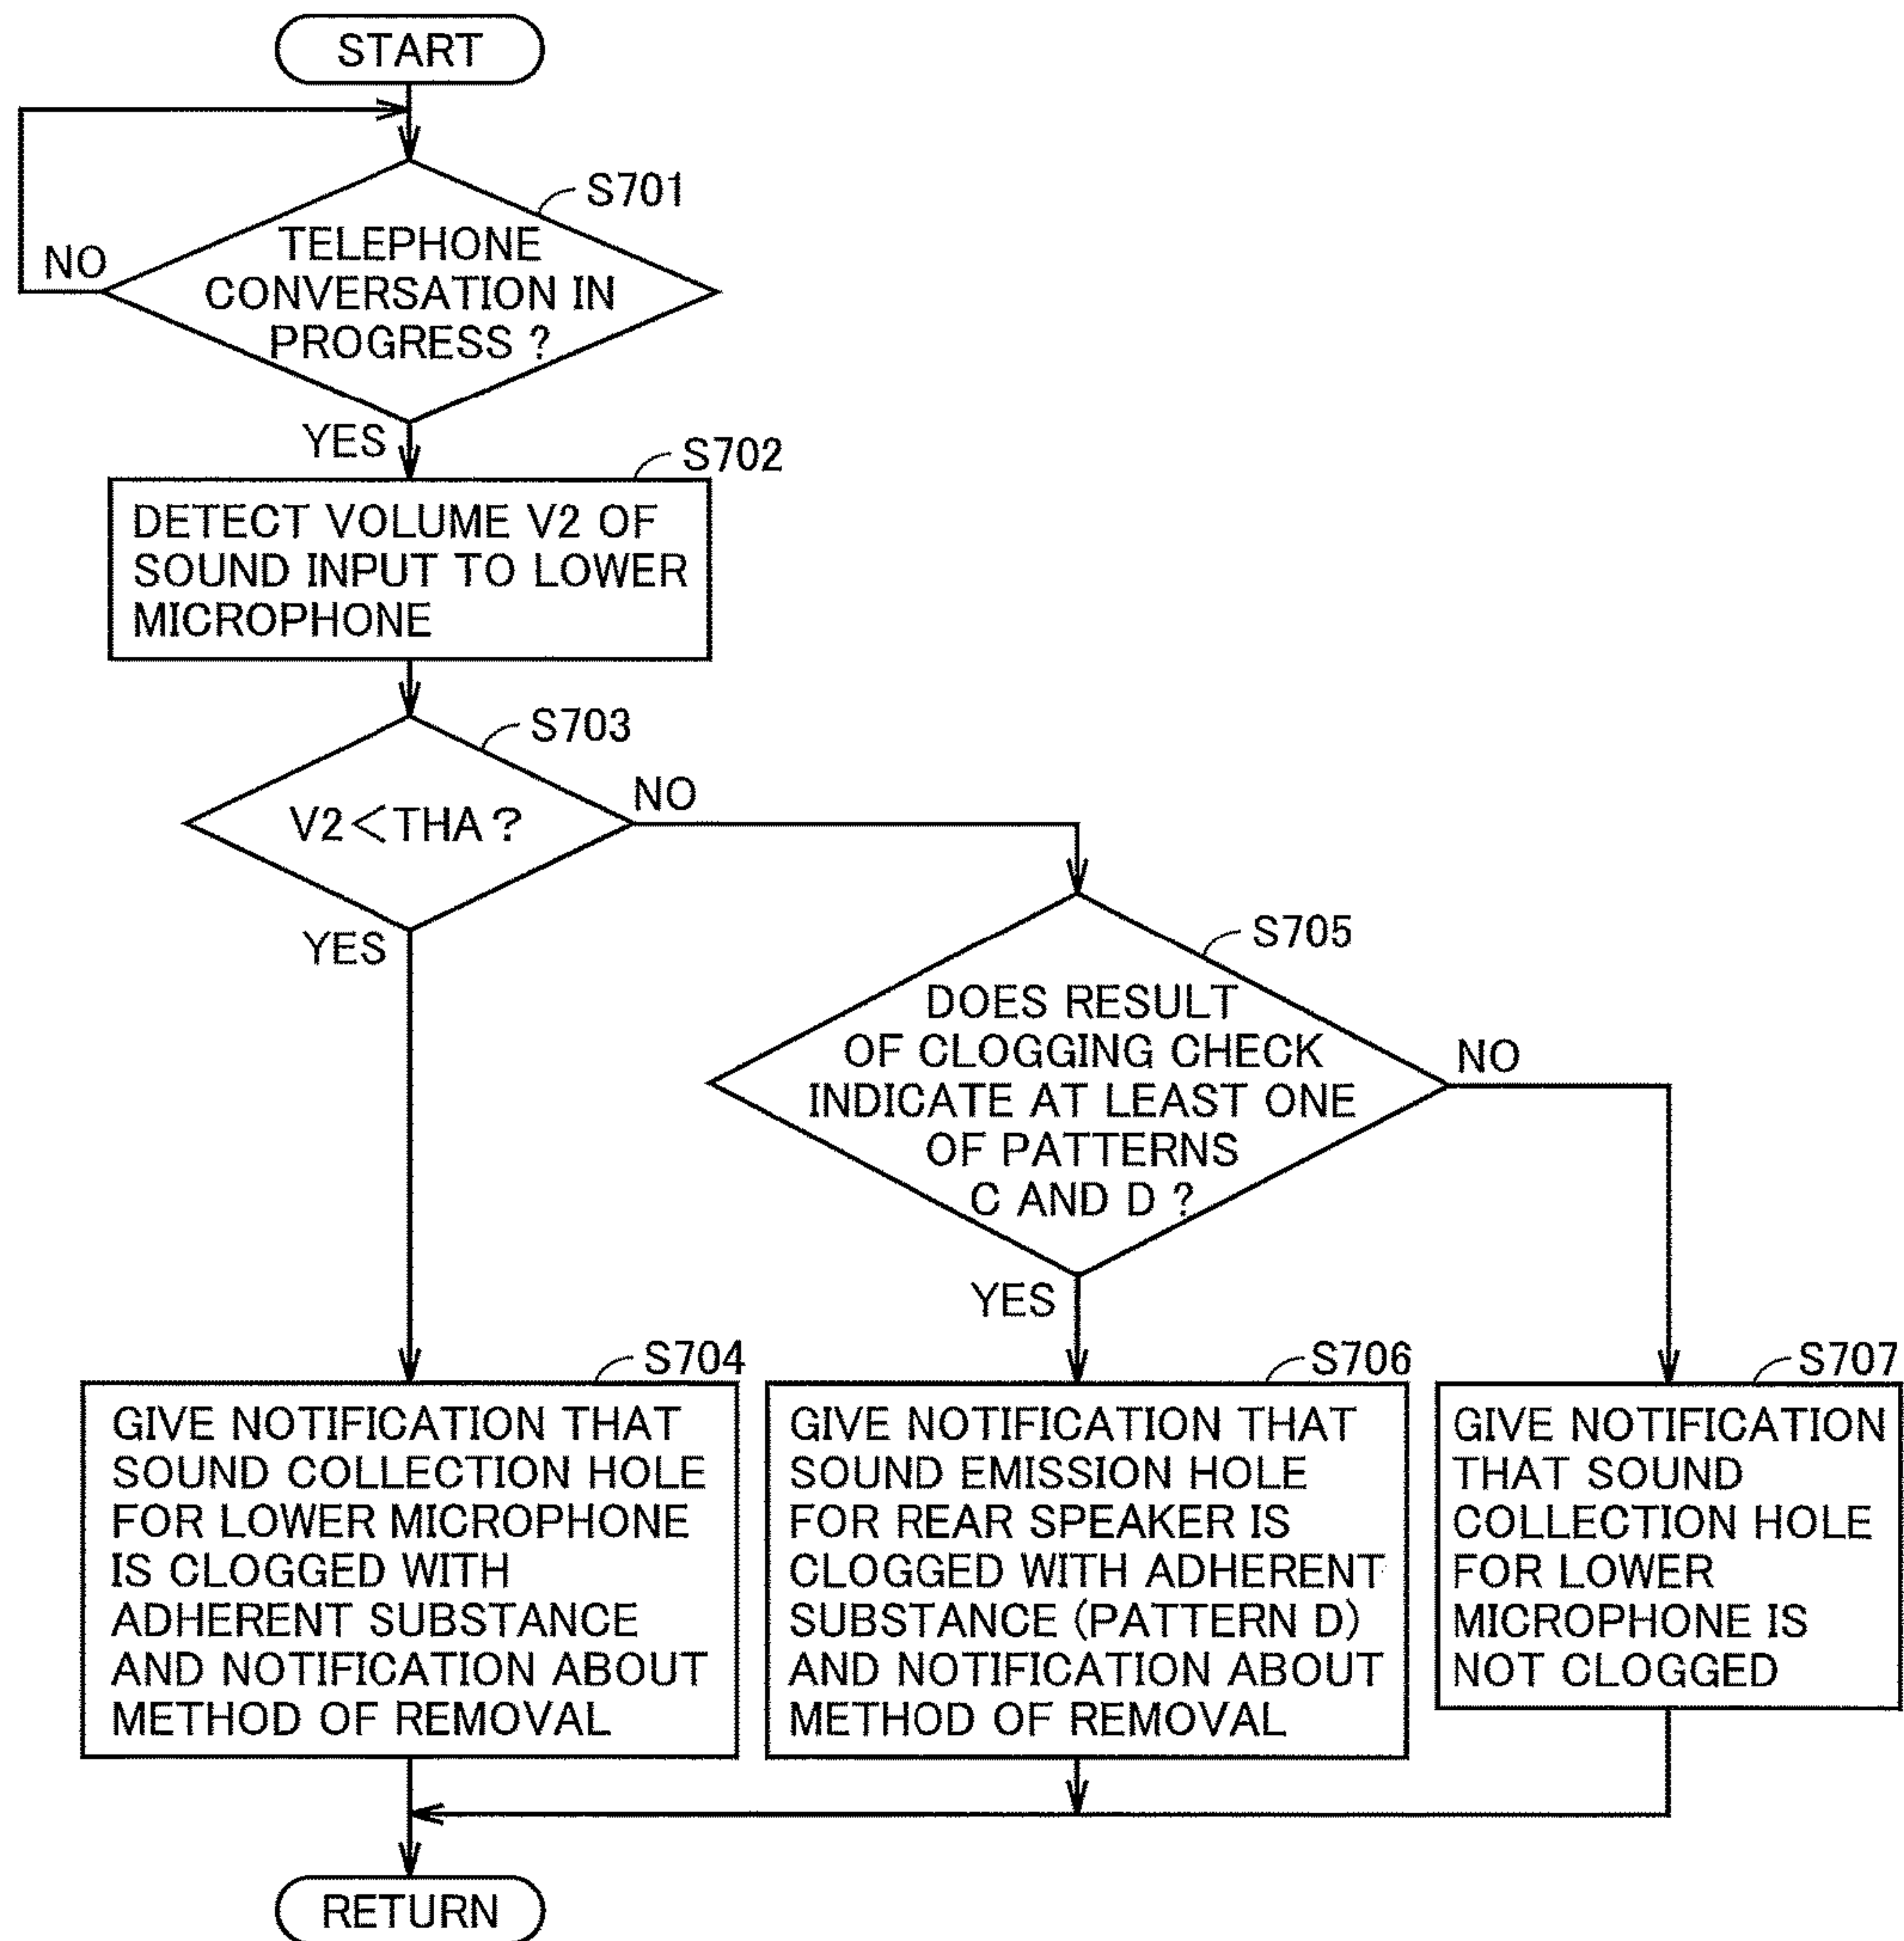 START
S701
TELEPHONE
CONVERSATION IN
PROGRESS ?
NO
YES
S702
DETECT VOLUME V2 OF
SOUND INPUT TO LOWER
MICROPHONE
S703
V2<THA ?
NO
YES
S705
DOES RESULT
OF CLOGGING CHECK
INDICATE AT LEAST ONE
OF PATTERNS
C AND D ?
NO
YES
S704
GIVE NOTIFICATION THAT
SOUND COLLECTION HOLE
FOR LOWER MICROPHONE
IS CLOGGED WITH
ADHERENT SUBSTANCE
AND NOTIFICATION ABOUT
METHOD OF REMOVAL
S706
GIVE NOTIFICATION THAT
SOUND EMISSION HOLE
FOR REAR SPEAKER IS
CLOGGED WITH ADHERENT
SUBSTANCE (PATTERN D)
AND NOTIFICATION ABOUT
METHOD OF REMOVAL
S707
GIVE NOTIFICATION
THAT SOUND
COLLECTION HOLE
FOR LOWER
MICROPHONE IS
NOT CLOGGED
RETURN